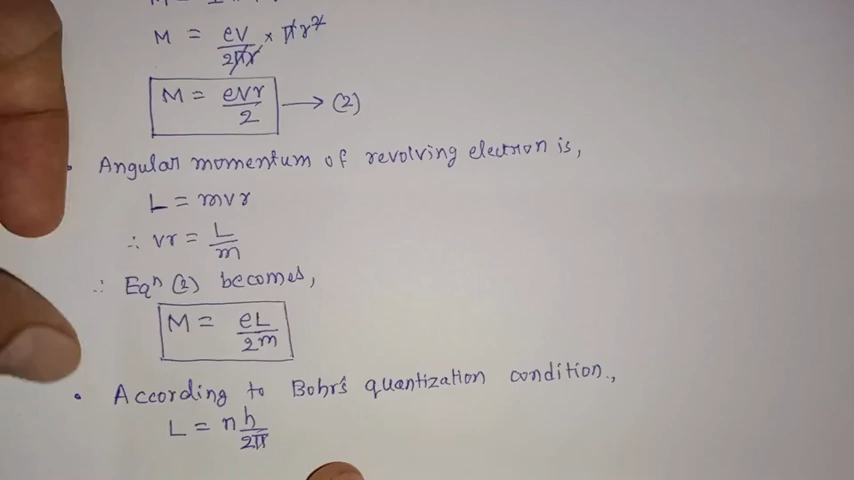 M = ev/2πr × πr²
M = evr/2 → (2)
• Angular momentum of revolving electron is,
L = mvr
∴ vr = L/m
∴ Eqⁿ (2) becomes,
M = eL/2m
• According to Bohr's quantization condition.,
L = n h/2π